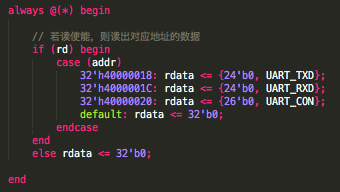 always @(*) begin
// 若读使能，则读出对应地址的数据
if (rd) begin
case (addr)
32'h40000018: rdata <= {24'b0, UART_TXD};
32'h4000001C: rdata <= {24'b0, UART_RXD};
32'h40000020: rdata <= {26'b0, UART_CON};
default: rdata <= 32'b0;
endcase
end
else rdata <= 32'b0;
end